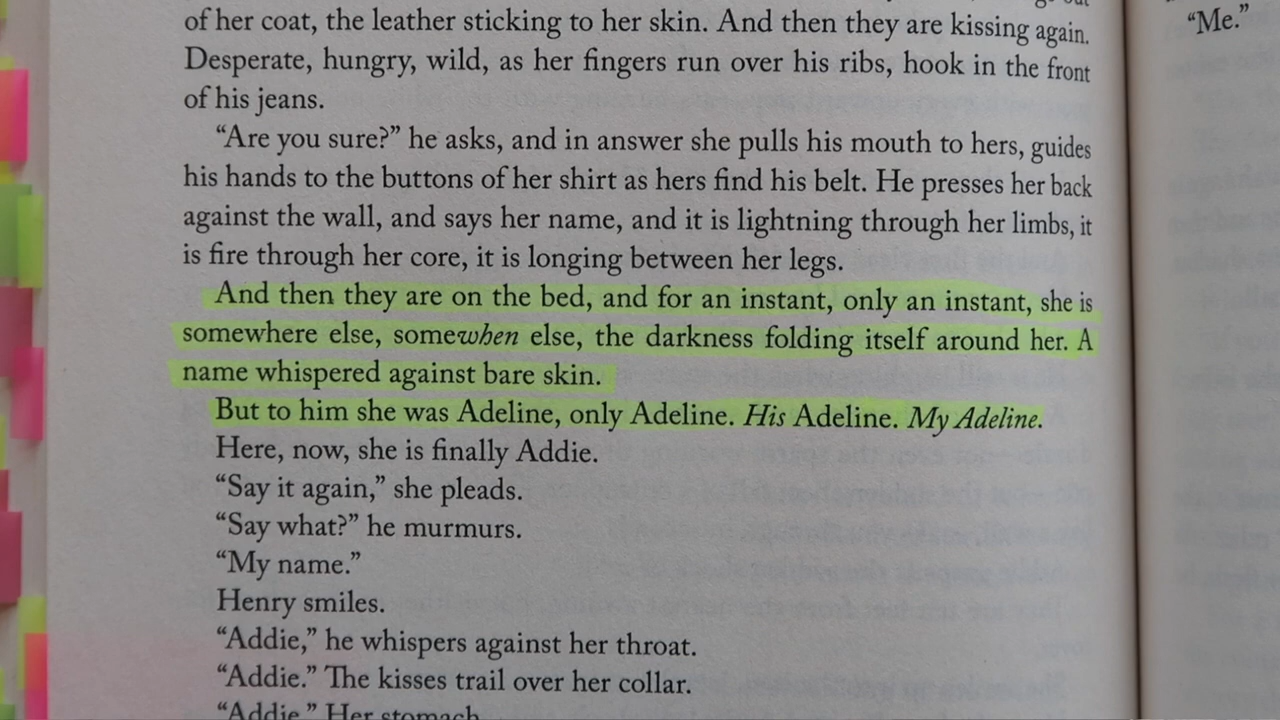 of her coat, the leather sticking to her skin. And then they are kissing again.
Desperate, hungry, wild, as her fingers run over his ribs, hook in the front
of his jeans.
“Are you sure?” he asks, and in answer she pulls his mouth to hers, guides
his hands to the buttons of her shirt as hers find his belt. He presses her back
against the wall, and says her name, and it is lightning through her limbs, it
is fire through her core, it is longing between her legs.
And then they are on the bed, and for an instant, only an instant, she is
somewhere else, somewhen else, the darkness folding itself around her. A
name whispered against bare skin.
But to him she was Adeline, only Adeline. His Adeline. My Adeline.
Here, now, she is finally Addie.
“Say it again,” she pleads.
“Say what?” he murmurs.
“My name.”
Henry smiles.
“Addie,” he whispers against her throat.
“Addie.” The kisses trail over her collar.
“Addie.” Her stomach.
“Me.”